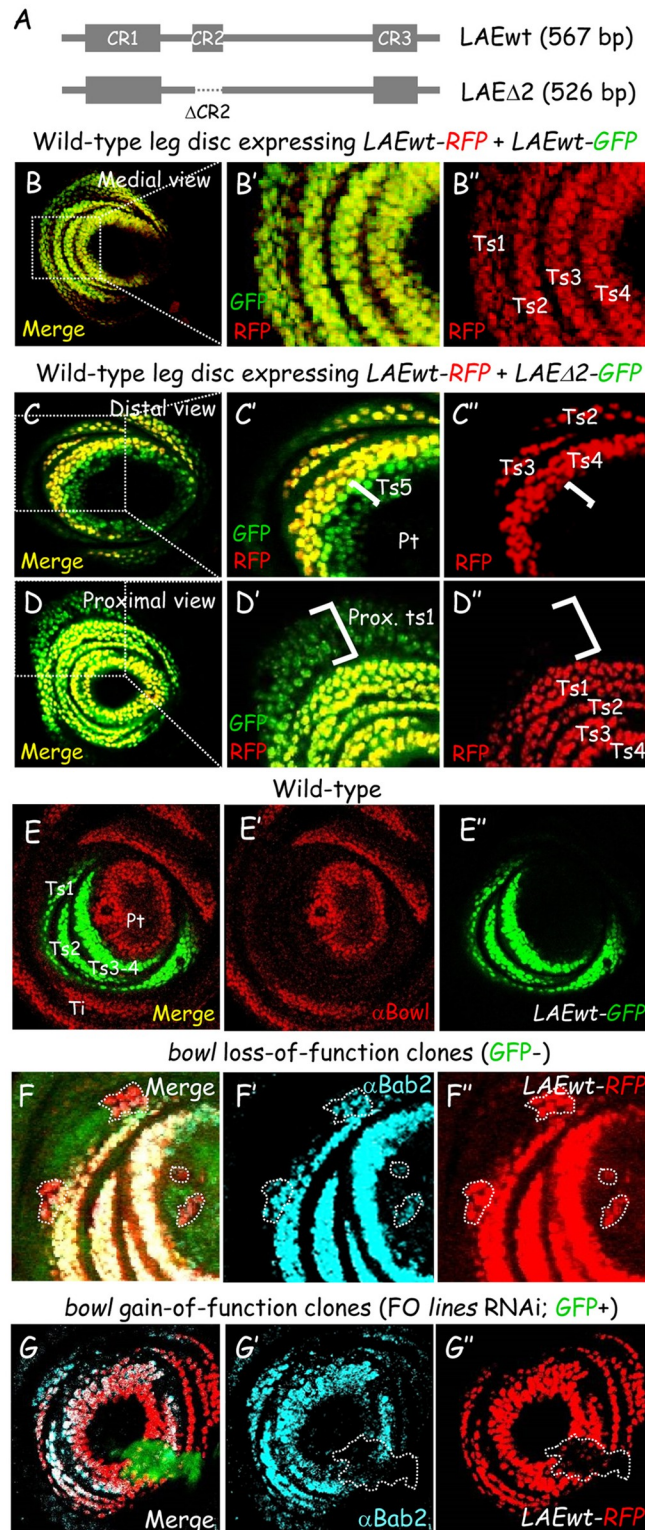 A
CR1 CR2 CR3 LAEwt (567 bp)
ΔCR2 LAEΔ2 (526 bp)
Wild-type leg disc expressing LAEwt-RFP + LAEwt-GFP
B Medial view Merge
B' GFP RFP
B" Ts1 Ts2 Ts3 Ts4 RFP
Wild-type leg disc expressing LAEwt-RFP + LAEΔ2-GFP
C Distal view Merge
C' Ts5 Pt GFP RFP
C" Ts2 Ts3 Ts4 RFP
D Proximal view Merge
D' Prox. ts1 GFP RFP
D" Ts1 Ts2 Ts3 Ts4 RFP
Wild-type
E Ts1 Pt Ts2 Ts3-4 Ti Merge
E' αBowl
E" LAEwt-GFP
bowl loss-of-function clones (GFP-)
F Merge
F' αBab2
F" LAEwt-RFP
bowl gain-of-function clones (FO lines RNAi; GFP+)
G Merge
G' αBab2
G" LAEwt-RFP